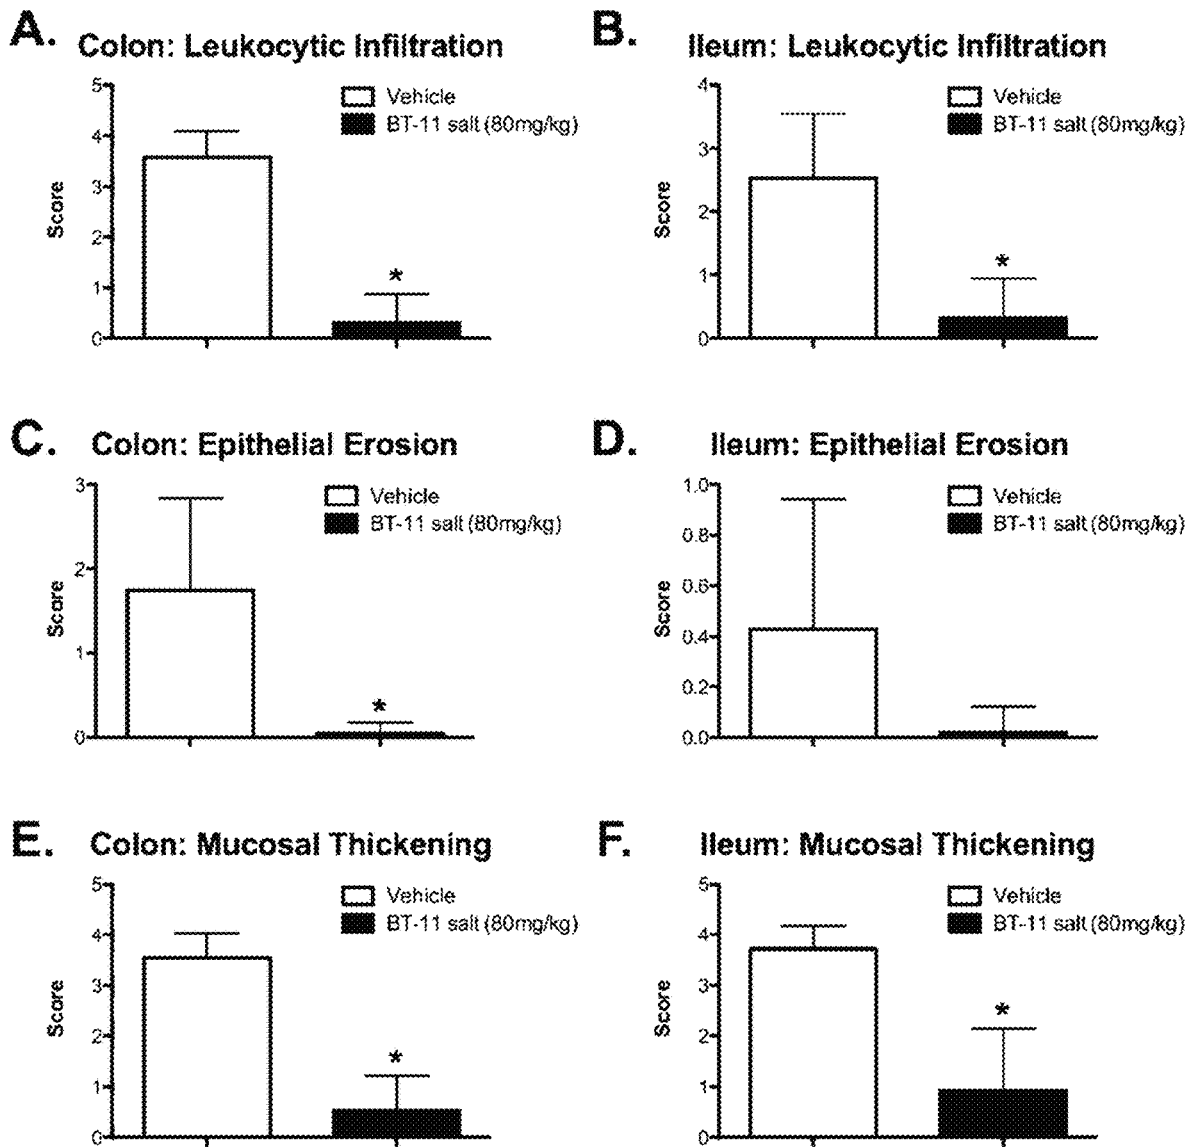 A. Colon: Leukocytic Infiltration
5
4
3
2
1
0
Score
Vehicle
BT-11 salt (80mg/kg)
*
B. Ileum: Leukocytic Infiltration
4
3
2
1
0
Score
Vehicle
BT-11 salt (80mg/kg)
*
C. Colon: Epithelial Erosion
3
2
1
0
Score
Vehicle
BT-11 salt (80mg/kg)
*
D. Ileum: Epithelial Erosion
1.0
0.8
0.6
0.4
0.2
0.0
Score
Vehicle
BT-11 salt (80mg/kg)
E. Colon: Mucosal Thickening
5
4
3
2
1
0
Score
Vehicle
BT-11 salt (80mg/kg)
*
F. Ileum: Mucosal Thickening
5
4
3
2
1
0
Score
Vehicle
BT-11 salt (80mg/kg)
*